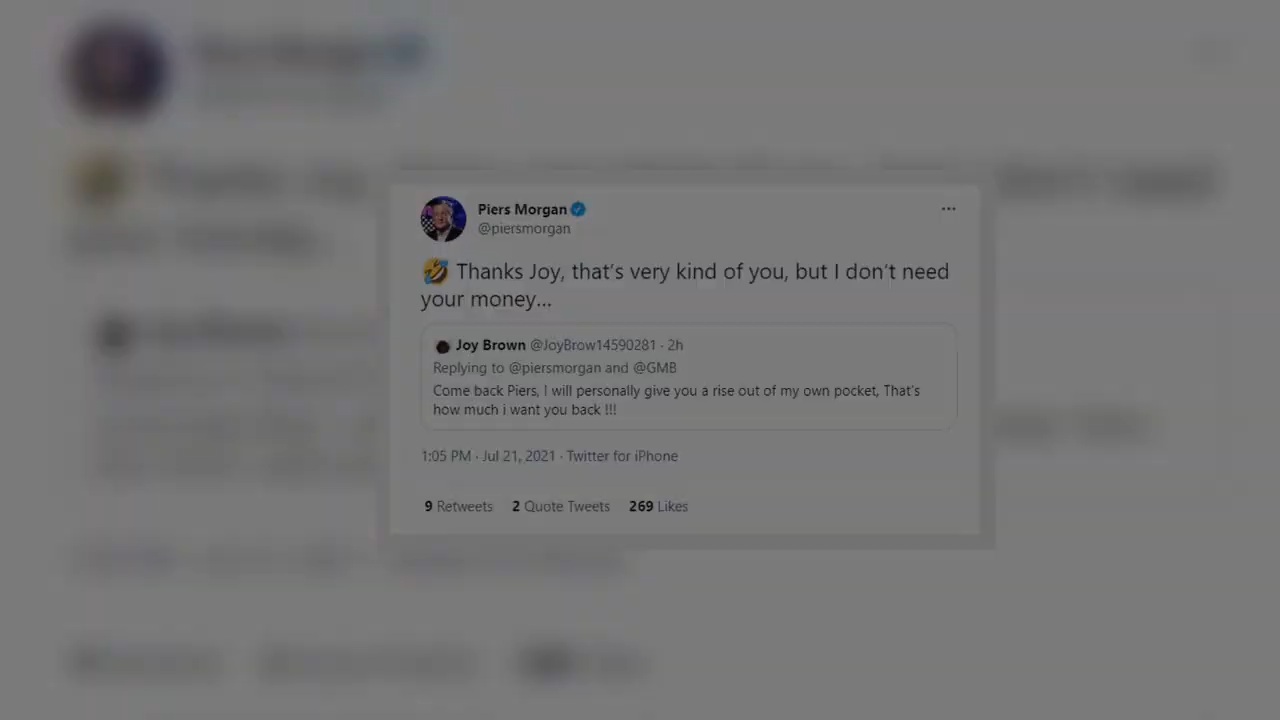 Piers Morgan
@piersmorgan
🤣 Thanks Joy, that's very kind of you, but I don't need
your money...
Joy Brown @JoyBrow14590281 · 2h
Replying to @piersmorgan and @GMB
Come back Piers, I will personally give you a rise out of my own pocket, That's
how much i want you back !!!
1:05 PM · Jul 21, 2021 · Twitter for iPhone
9 Retweets 2 Quote Tweets 269 Likes